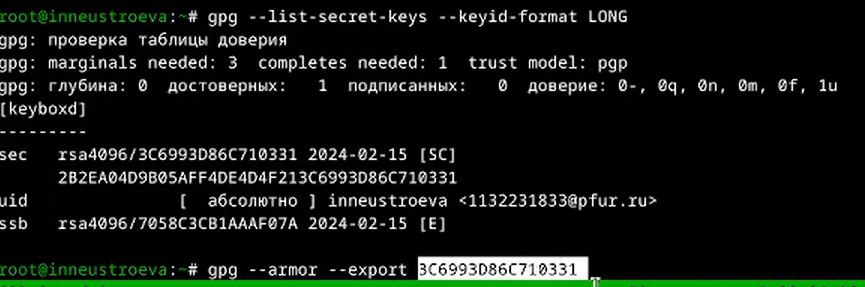 root@inneustroeva:~# gpg --list-secret-keys --keyid-format LONG
gpg: проверка таблицы доверия
gpg: marginals needed: 3  completes needed: 1  trust model: pgp
gpg: глубина: 0  достоверных:   1  подписанных:   0  доверие: 0-, 0q, 0n, 0m, 0f, 1u
[keyboxd]
---------
sec   rsa4096/3C6993D86C710331 2024-02-15 [SC]
      2B2EA04D9B05AFF4DE4D4F213C6993D86C710331
uid               [  абсолютно ] inneustroeva <1132231833@pfur.ru>
ssb   rsa4096/7058C3CB1AAAF07A 2024-02-15 [E]
root@inneustroeva:~# gpg --armor --export 3C6993D86C710331